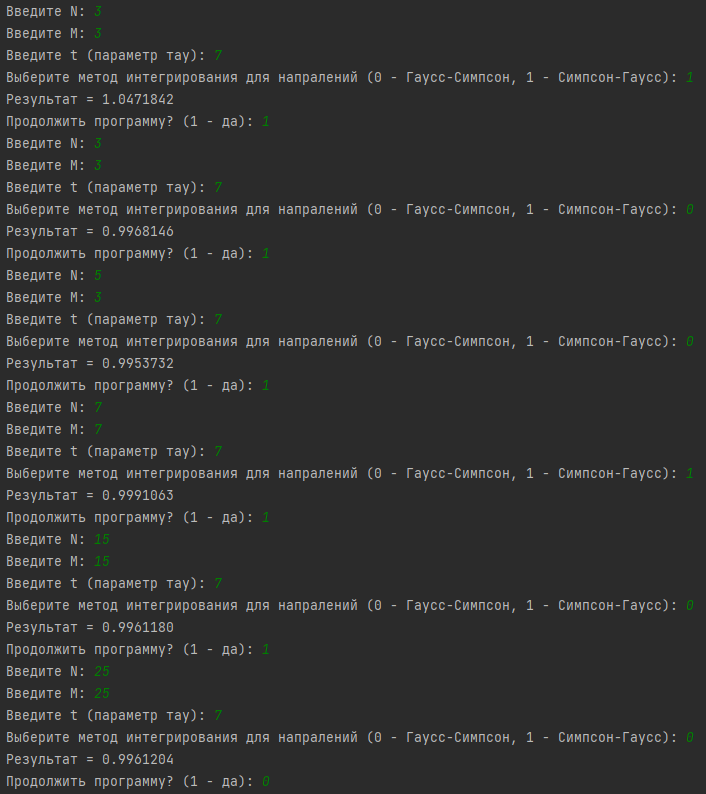 Введите N: 3
Введите M: 3
Введите t (параметр тау): 7
Выберите метод интегрирования для напралений (0 - Гаусс-Симпсон, 1 - Симпсон-Гаусс): 1
Результат = 1.0471842
Продолжить программу? (1 - да): 1
Введите N: 3
Введите M: 3
Введите t (параметр тау): 7
Выберите метод интегрирования для напралений (0 - Гаусс-Симпсон, 1 - Симпсон-Гаусс): 0
Результат = 0.9968146
Продолжить программу? (1 - да): 1
Введите N: 5
Введите M: 3
Введите t (параметр тау): 7
Выберите метод интегрирования для напралений (0 - Гаусс-Симпсон, 1 - Симпсон-Гаусс): 0
Результат = 0.9953732
Продолжить программу? (1 - да): 1
Введите N: 7
Введите M: 7
Введите t (параметр тау): 7
Выберите метод интегрирования для напралений (0 - Гаусс-Симпсон, 1 - Симпсон-Гаусс): 1
Результат = 0.9991063
Продолжить программу? (1 - да): 1
Введите N: 15
Введите M: 15
Введите t (параметр тау): 7
Выберите метод интегрирования для напралений (0 - Гаусс-Симпсон, 1 - Симпсон-Гаусс): 0
Результат = 0.9961180
Продолжить программу? (1 - да): 1
Введите N: 25
Введите M: 25
Введите t (параметр тау): 7
Выберите метод интегрирования для напралений (0 - Гаусс-Симпсон, 1 - Симпсон-Гаусс): 0
Результат = 0.9961204
Продолжить программу? (1 - да): 0